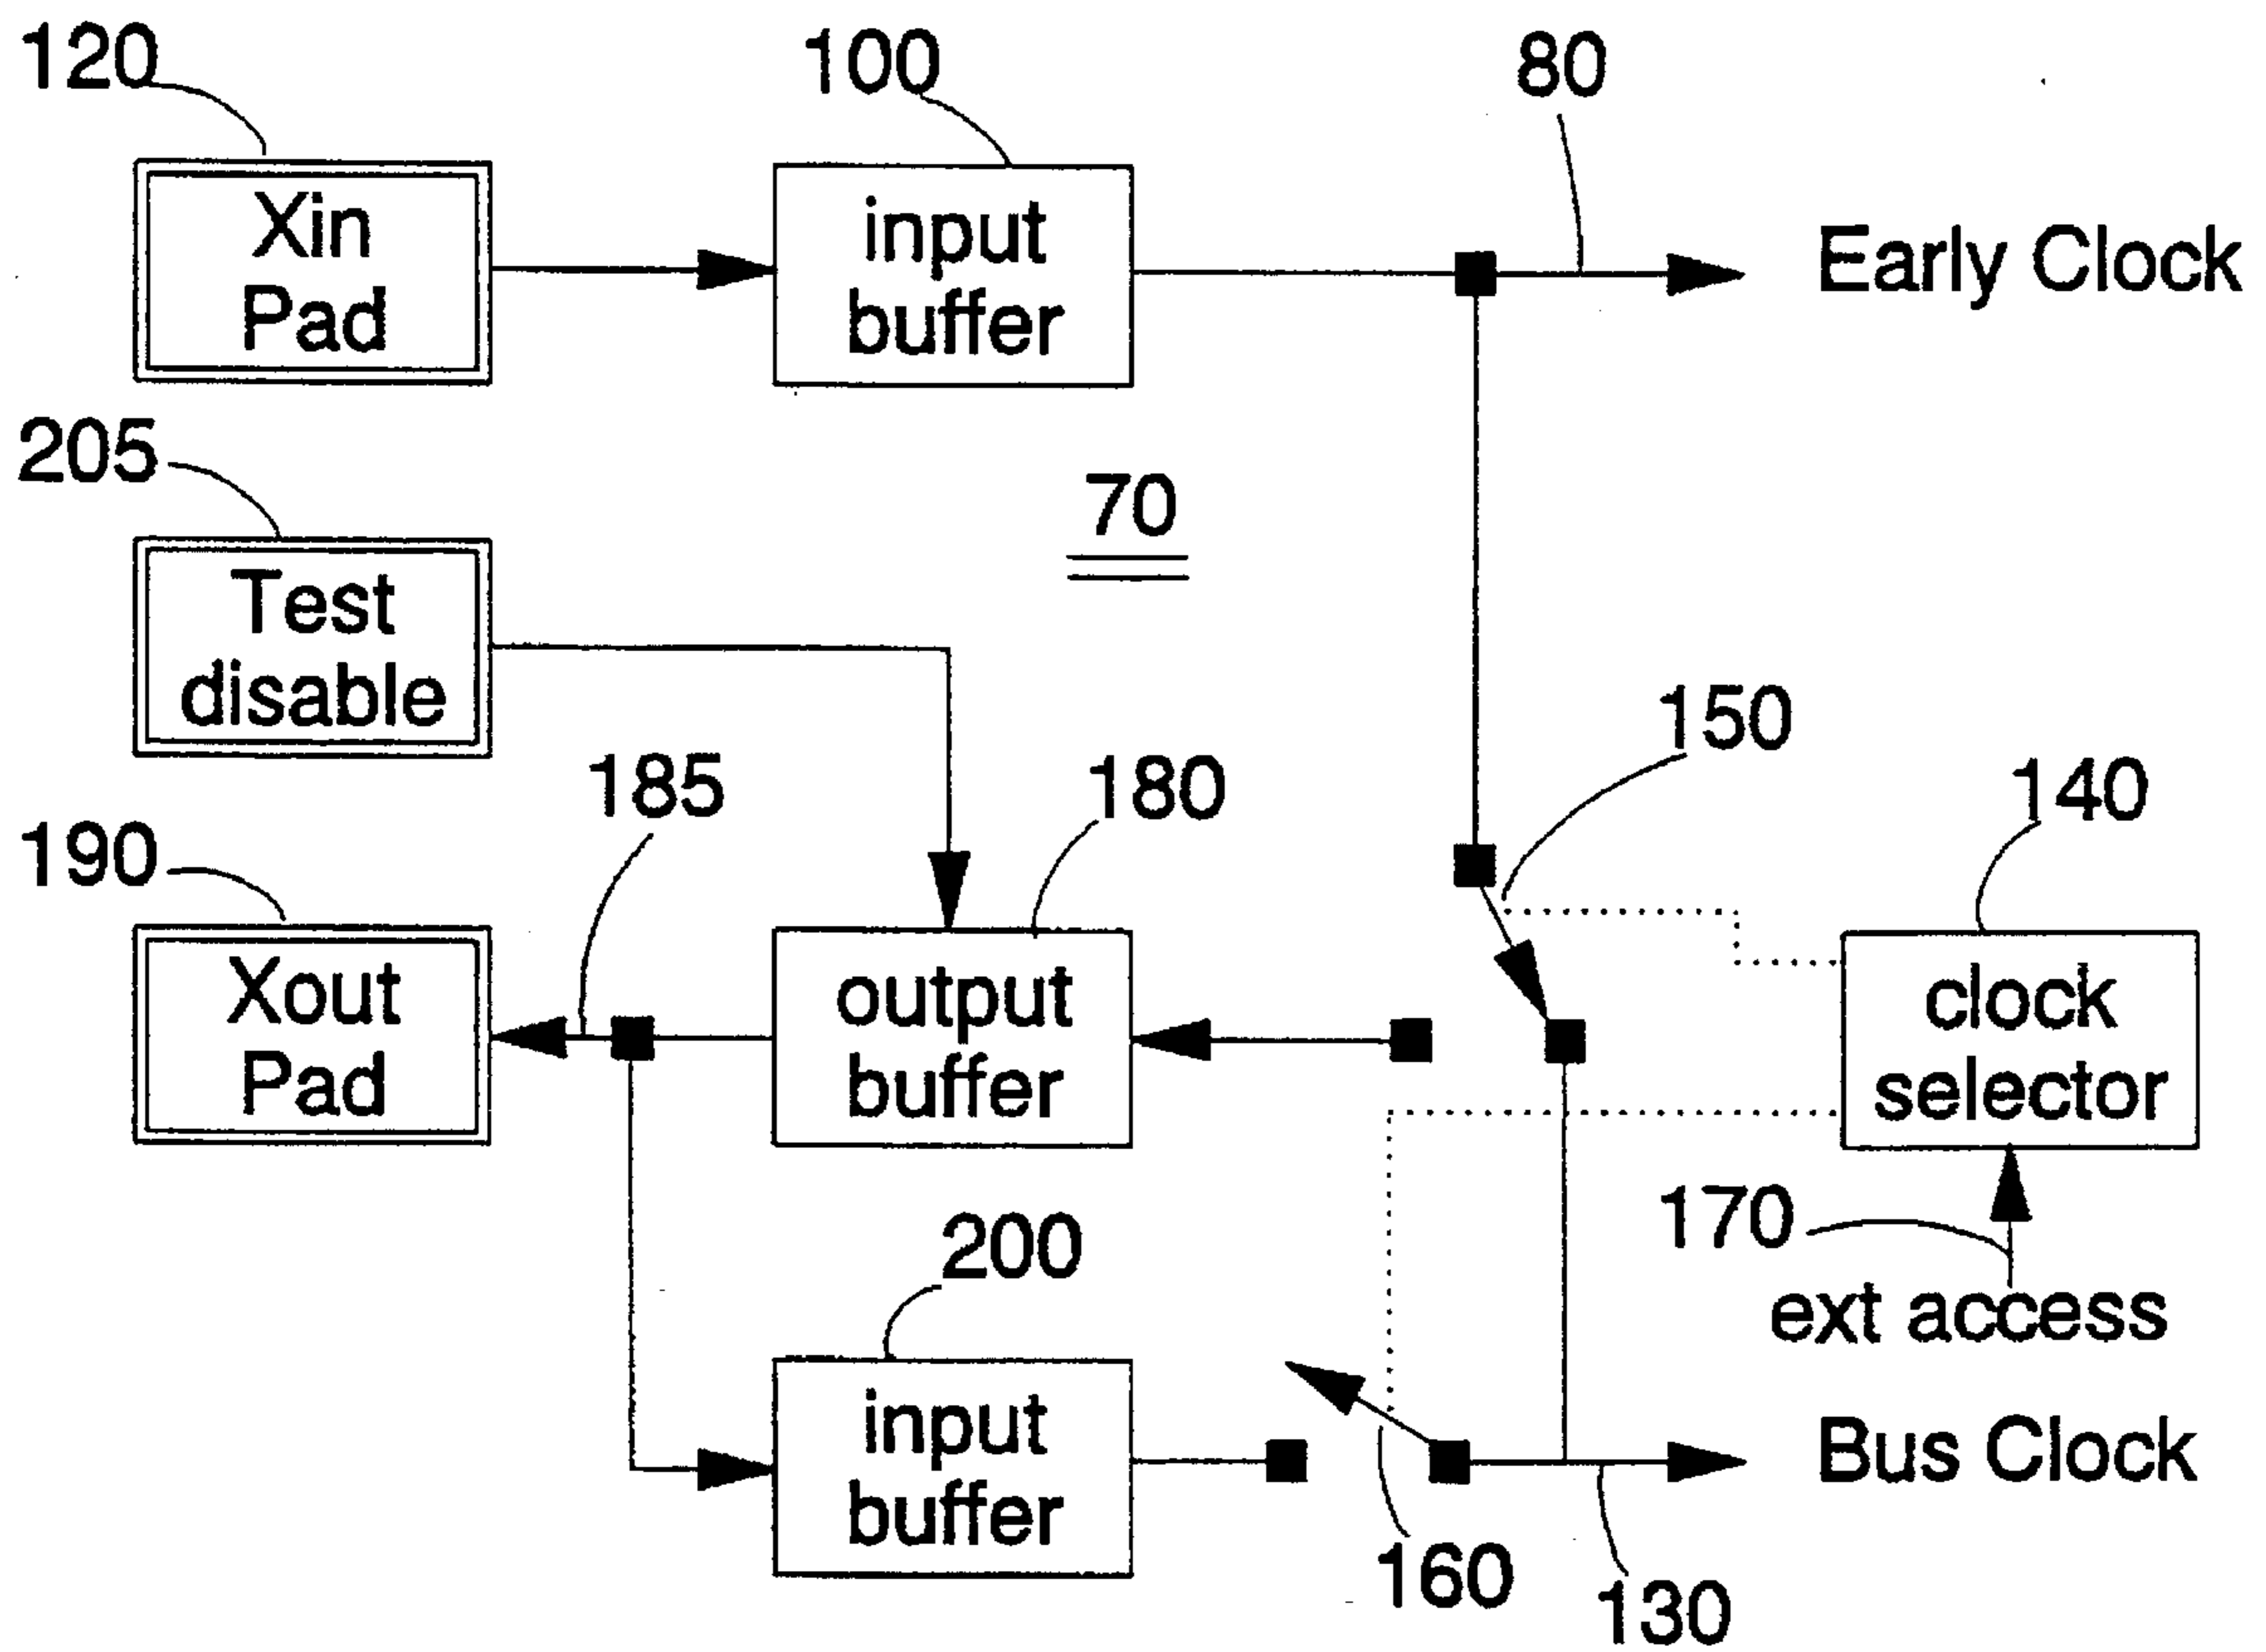 120
100
80
Xin
Pad
input
buffer
Early Clock
205
70
Test
disable
150
185
180
140
190
Xout
Pad
output
buffer
clock
selector
170
200
ext access
input
buffer
Bus Clock
160
130